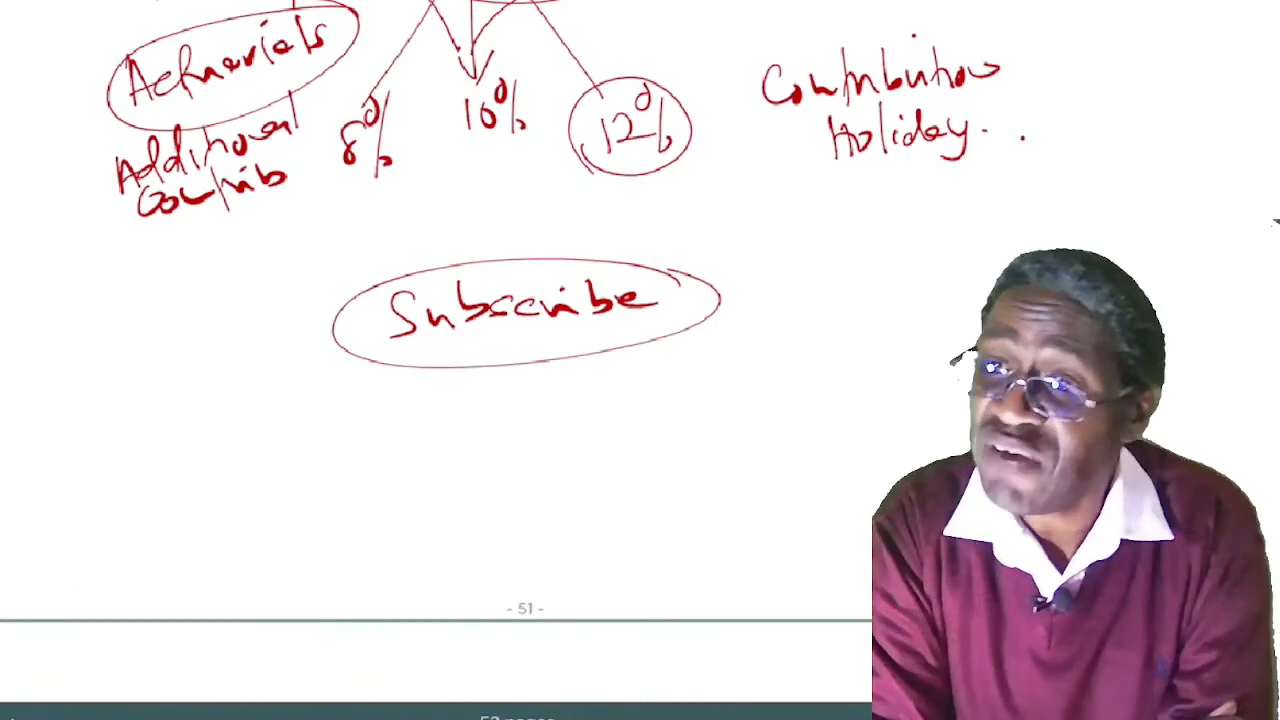 Actuarials
Additional
contrib
8%
10%
12%
Contribution
Holiday.
Subscribe
- 51 -